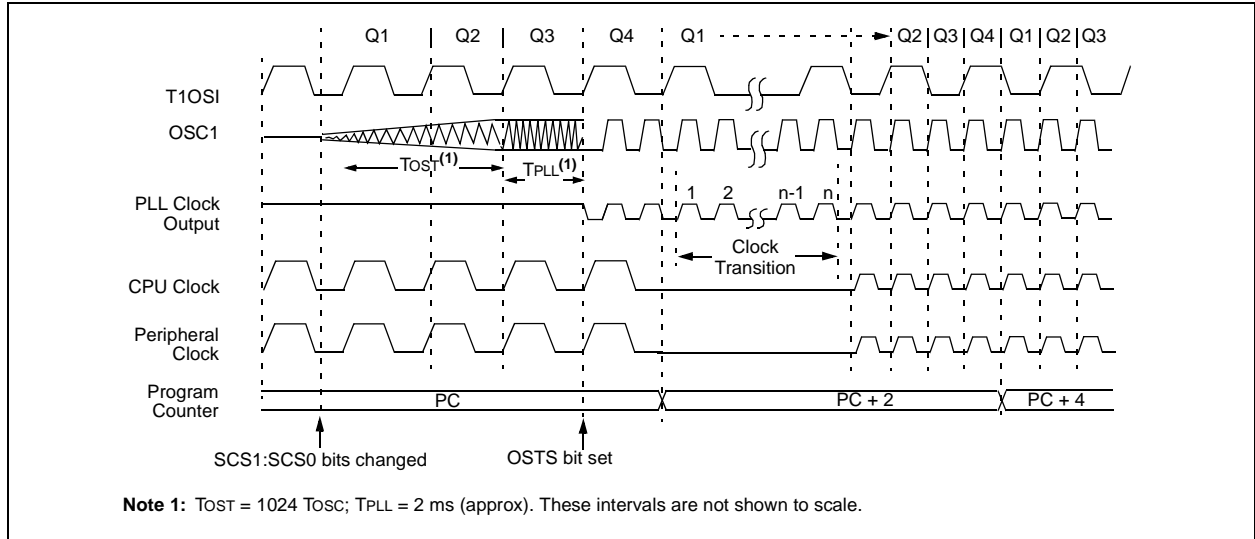 Q1 Q2 Q3 Q4 Q1 Q2 Q3 Q4 Q1 Q2 Q3
T1OSI
OSC1
TOST(1)
TPLL(1)
1 2 n-1 n
PLL Clock
Output
Clock
Transition
CPU Clock
Peripheral
Clock
Program
Counter
PC PC + 2 PC + 4
SCS1:SCS0 bits changed
OSTS bit set
Note 1: TOST = 1024 TOSC; TPLL = 2 ms (approx). These intervals are not shown to scale.